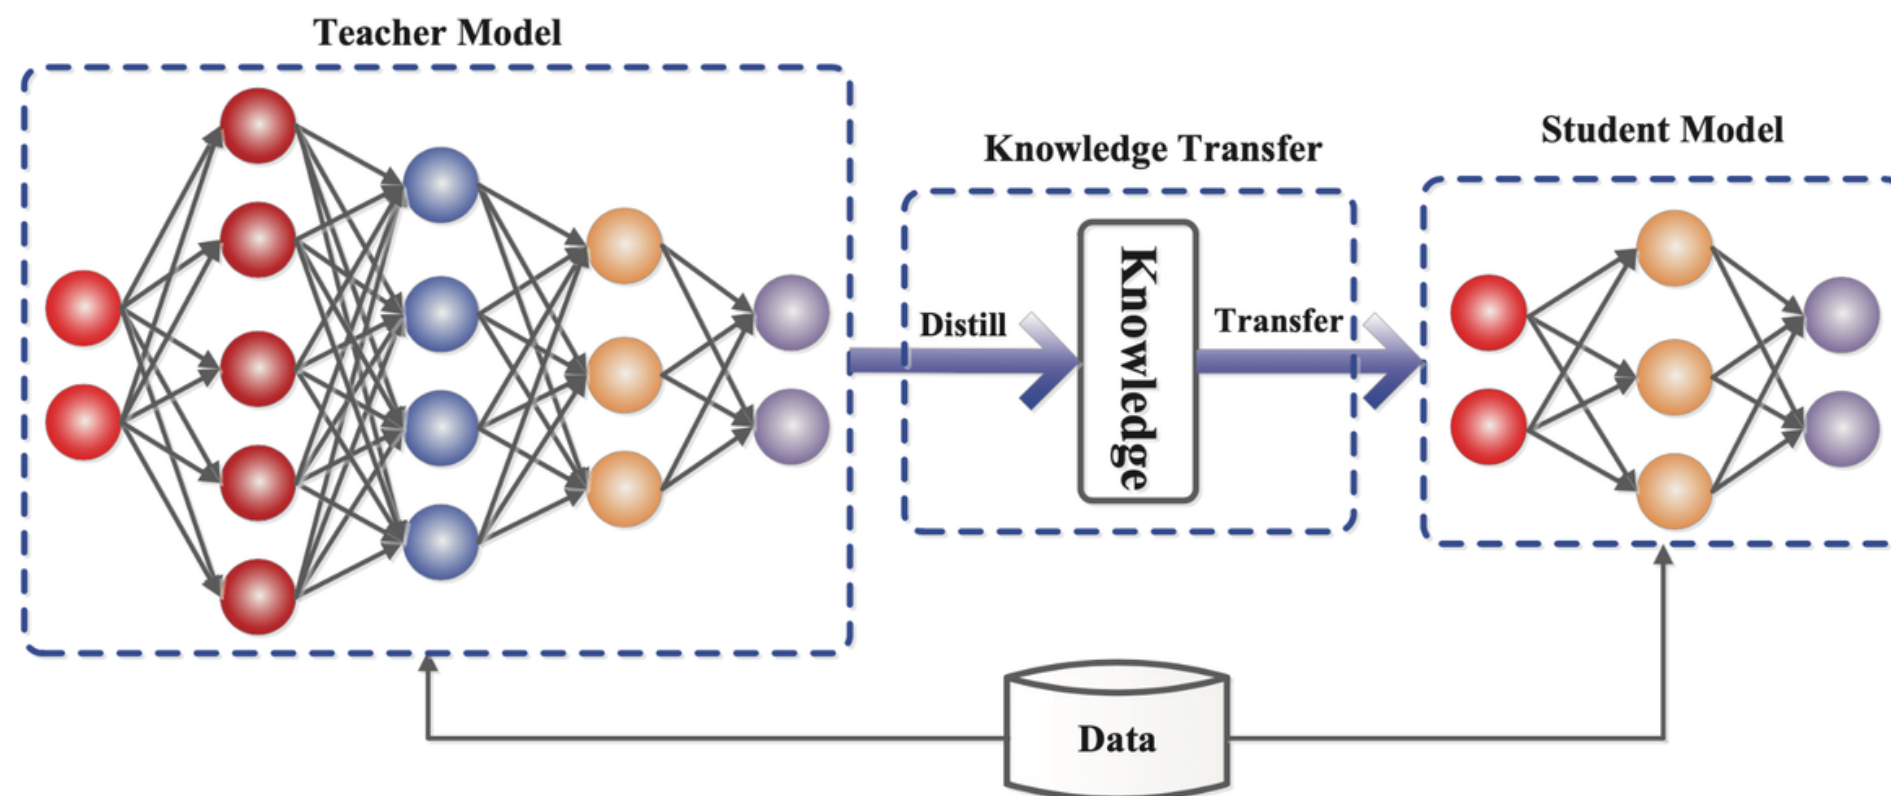 Teacher Model
Knowledge Transfer
Student Model
Distill
Knowledge
Transfer
Data